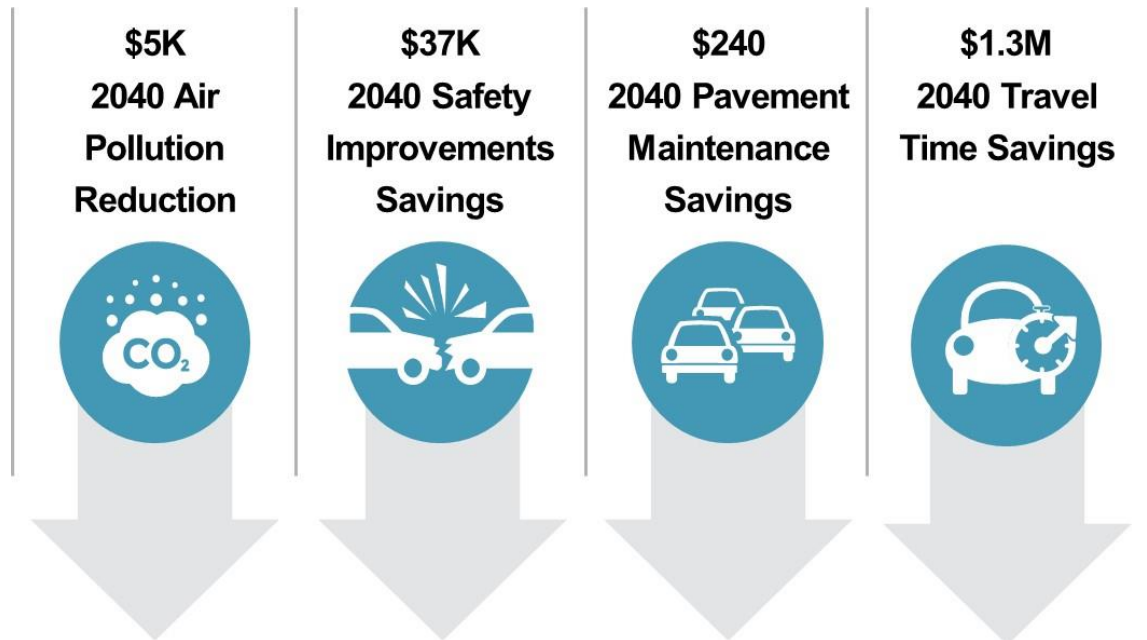 $5K
2040 Air
Pollution
Reduction
$37K
2040 Safety
Improvements
Savings
$240
2040 Pavement
Maintenance
Savings
$1.3M
2040 Travel
Time Savings
CO₂